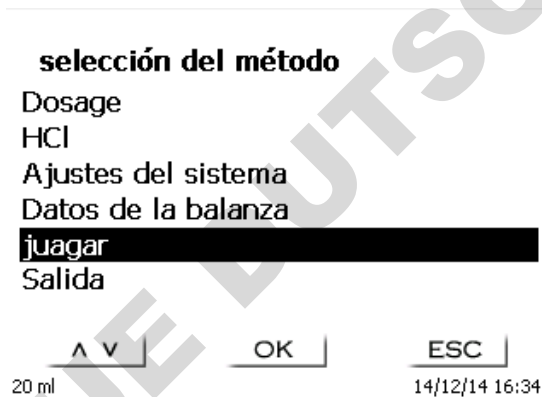 selección del método
Dosage
HCl
Ajustes del sistema
Datos de la balanza
juagar
Salida
∧ ∨ OK ESC
20 ml 14/12/14 16:34